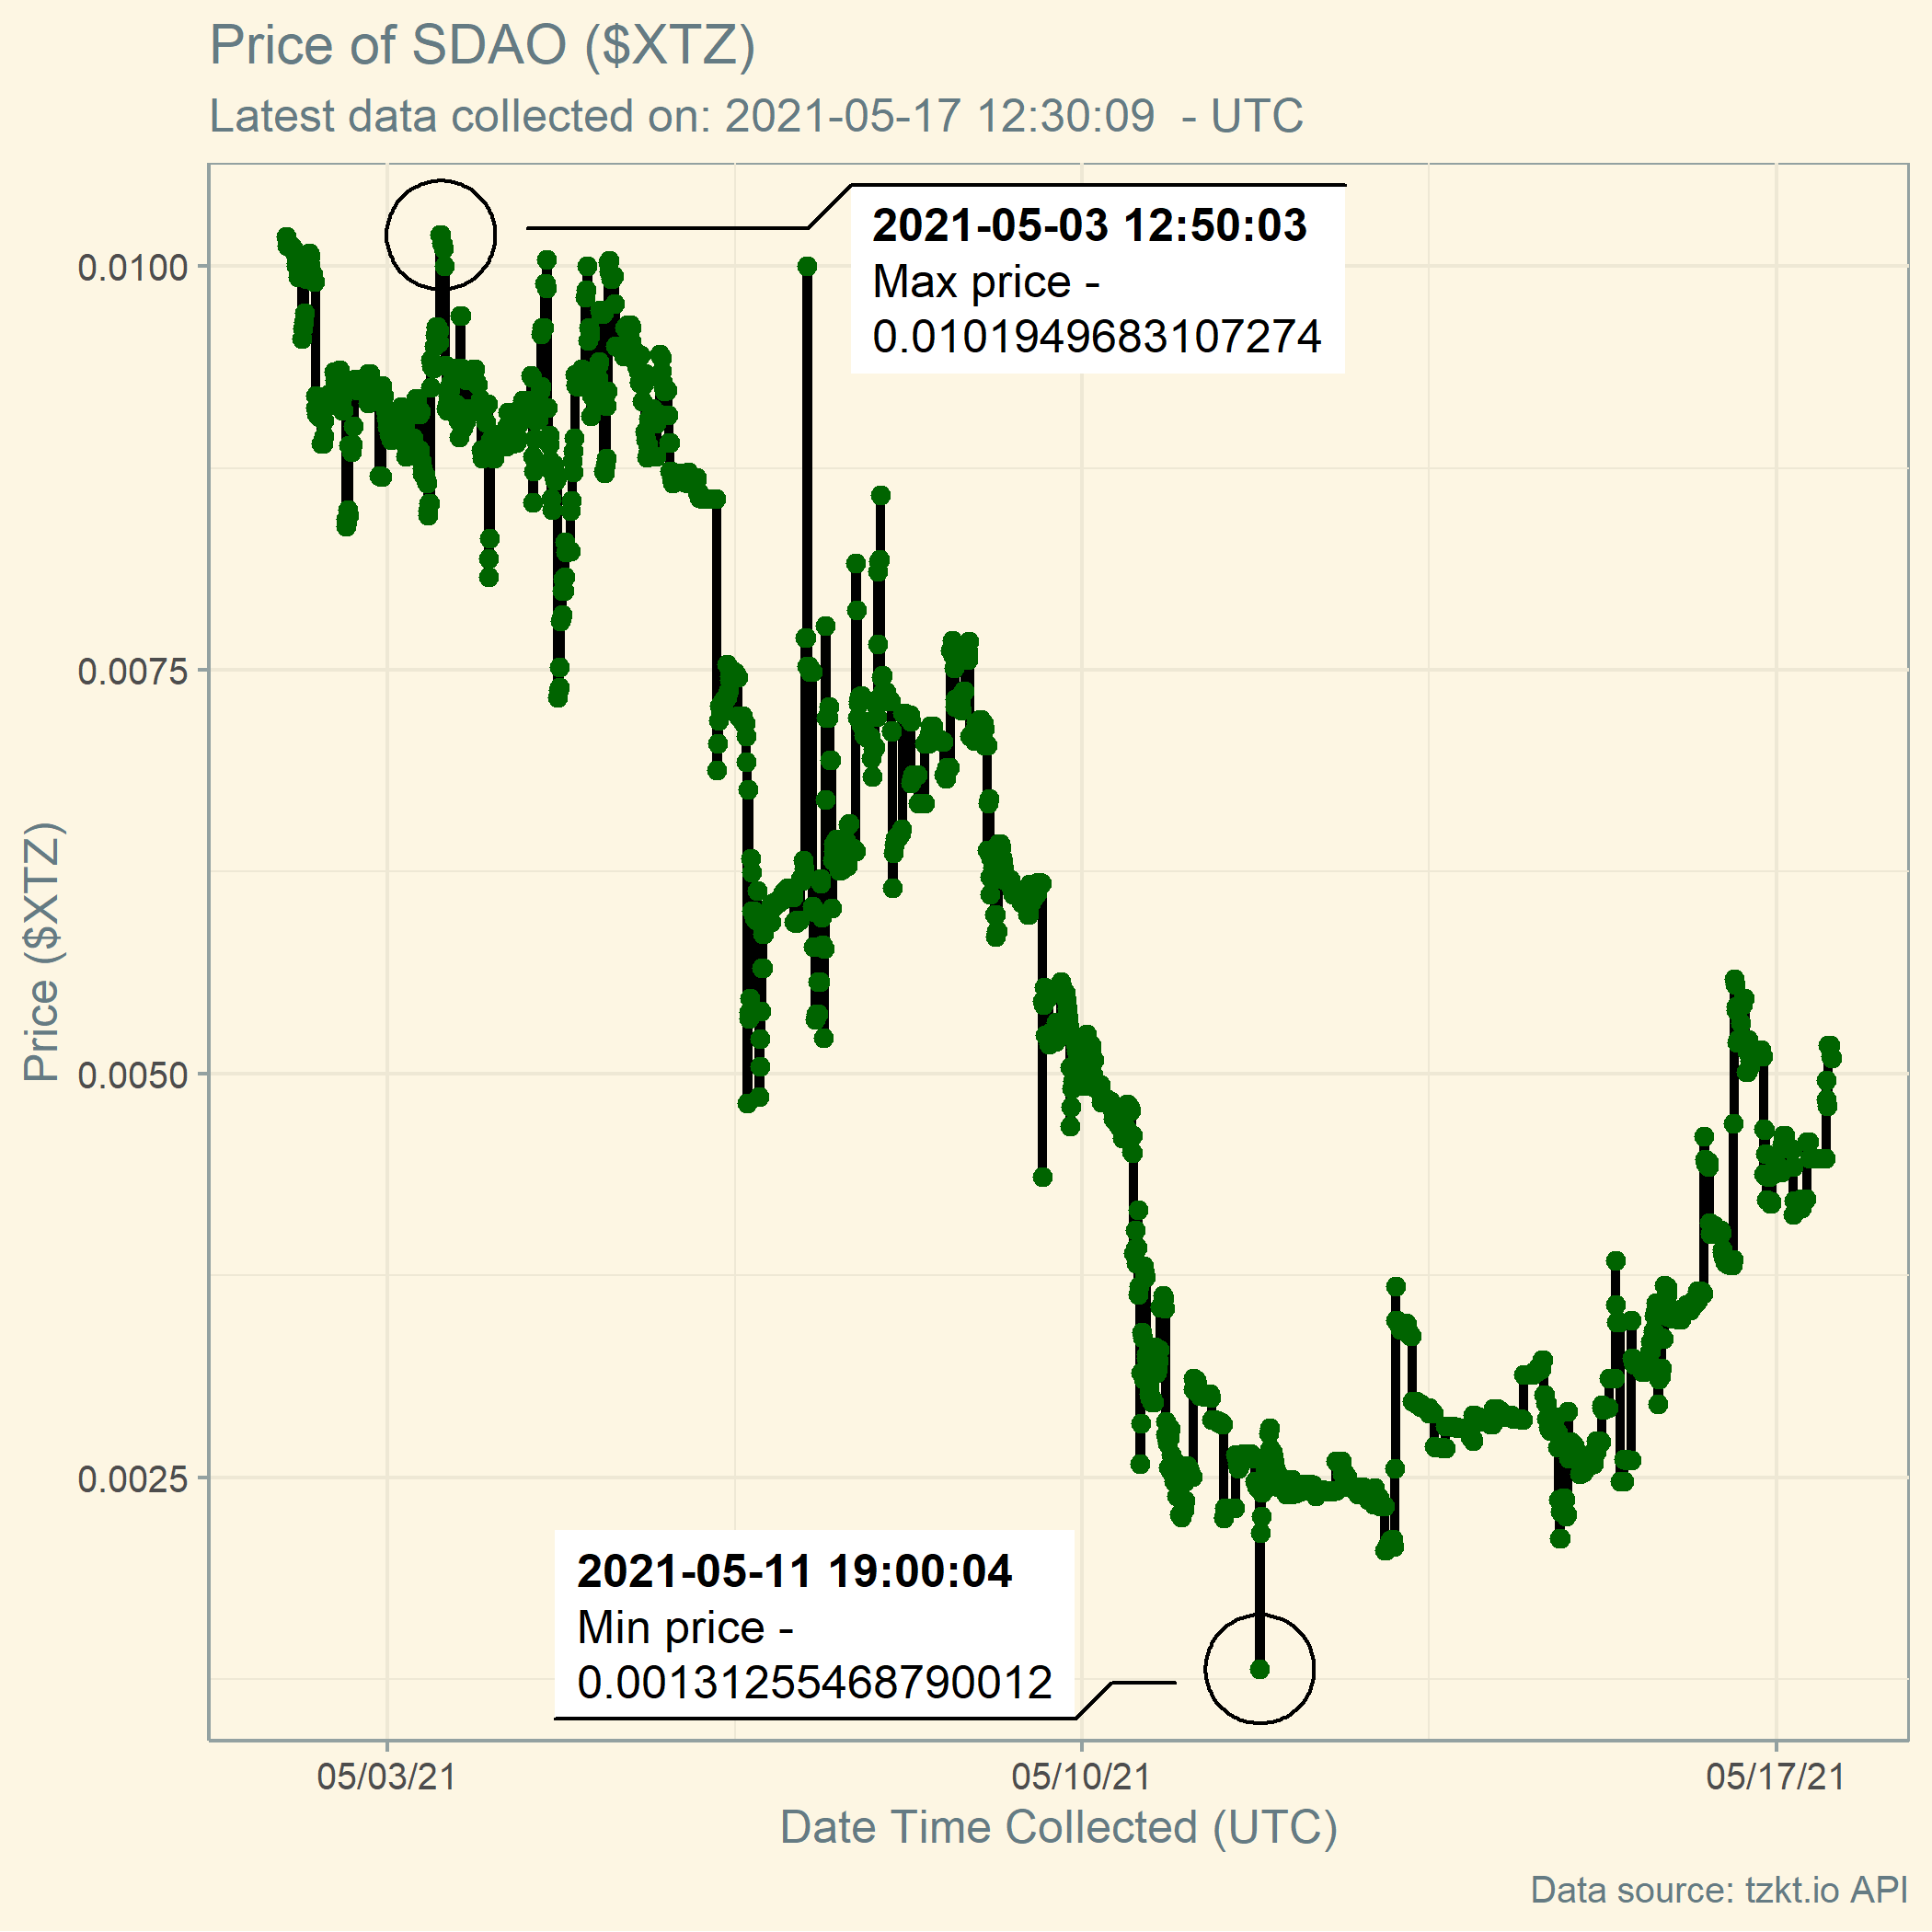 Price of SDAO ($XTZ)
Latest data collected on: 2021-05-17 12:30:09  - UTC
2021-05-03 12:50:03
Max price -
0.0101949683107274
0.0100
0.0075
Price ($XTZ)
0.0050
0.0025
2021-05-11 19:00:04
Min price -
0.00131255468790012
05/03/21
05/10/21
05/17/21
Date Time Collected (UTC)
Data source: tzkt.io API